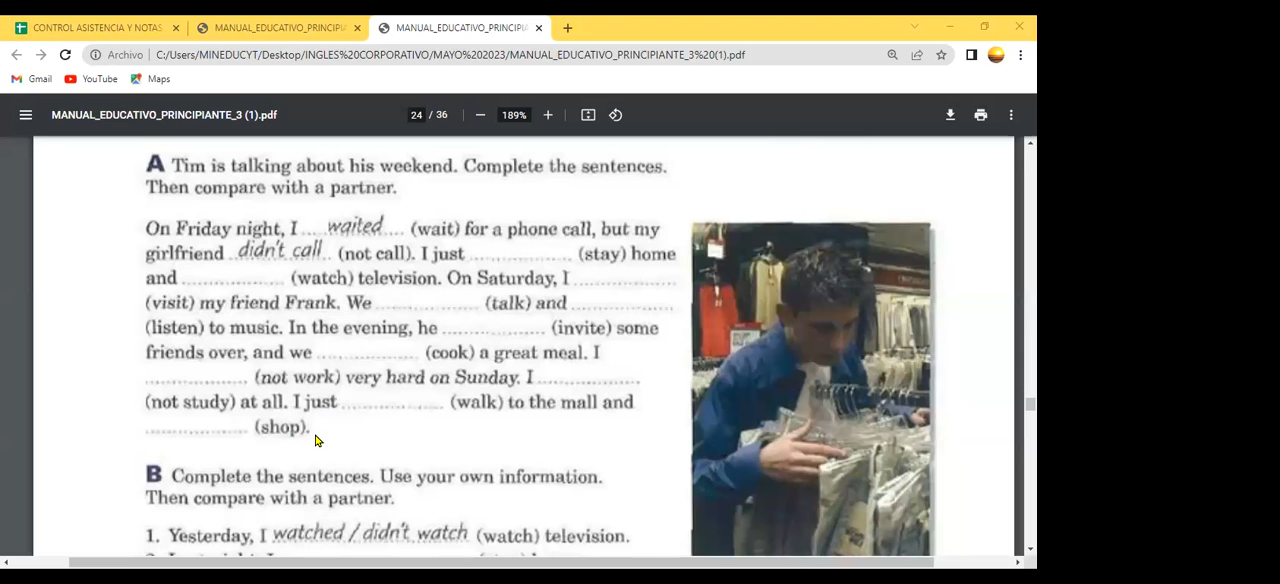 CONTROL ASISTENCIA Y NOTAS
MANUAL_EDUCATIVO_PRINCIPIA
MANUAL_EDUCATIVO_PRINCIPIA
Archivo
C:/Users/MINEDUCYT/Desktop/INGLES%20CORPORATIVO/MAYO%202023/MANUAL_EDUCATIVO_PRINCIPIANTE_3%20(1).pdf
Gmail YouTube Maps
MANUAL_EDUCATIVO_PRINCIPIANTE_3 (1).pdf
24 / 36
189%
A Tim is talking about his weekend. Complete the sentences.
Then compare with a partner.
On Friday night, I ....waited.... (wait) for a phone call, but my
girlfriend ..didn't call.. (not call). I just .................... (stay) home
and .................... (watch) television. On Saturday, I ....................
(visit) my friend Frank. We .................... (talk) and ....................
(listen) to music. In the evening, he .................... (invite) some
friends over, and we .................... (cook) a great meal. I
.................... (not work) very hard on Sunday. I ....................
(not study) at all. I just .................... (walk) to the mall and
.................... (shop).
B Complete the sentences. Use your own information.
Then compare with a partner.
1. Yesterday, I watched / didn't watch (watch) television.